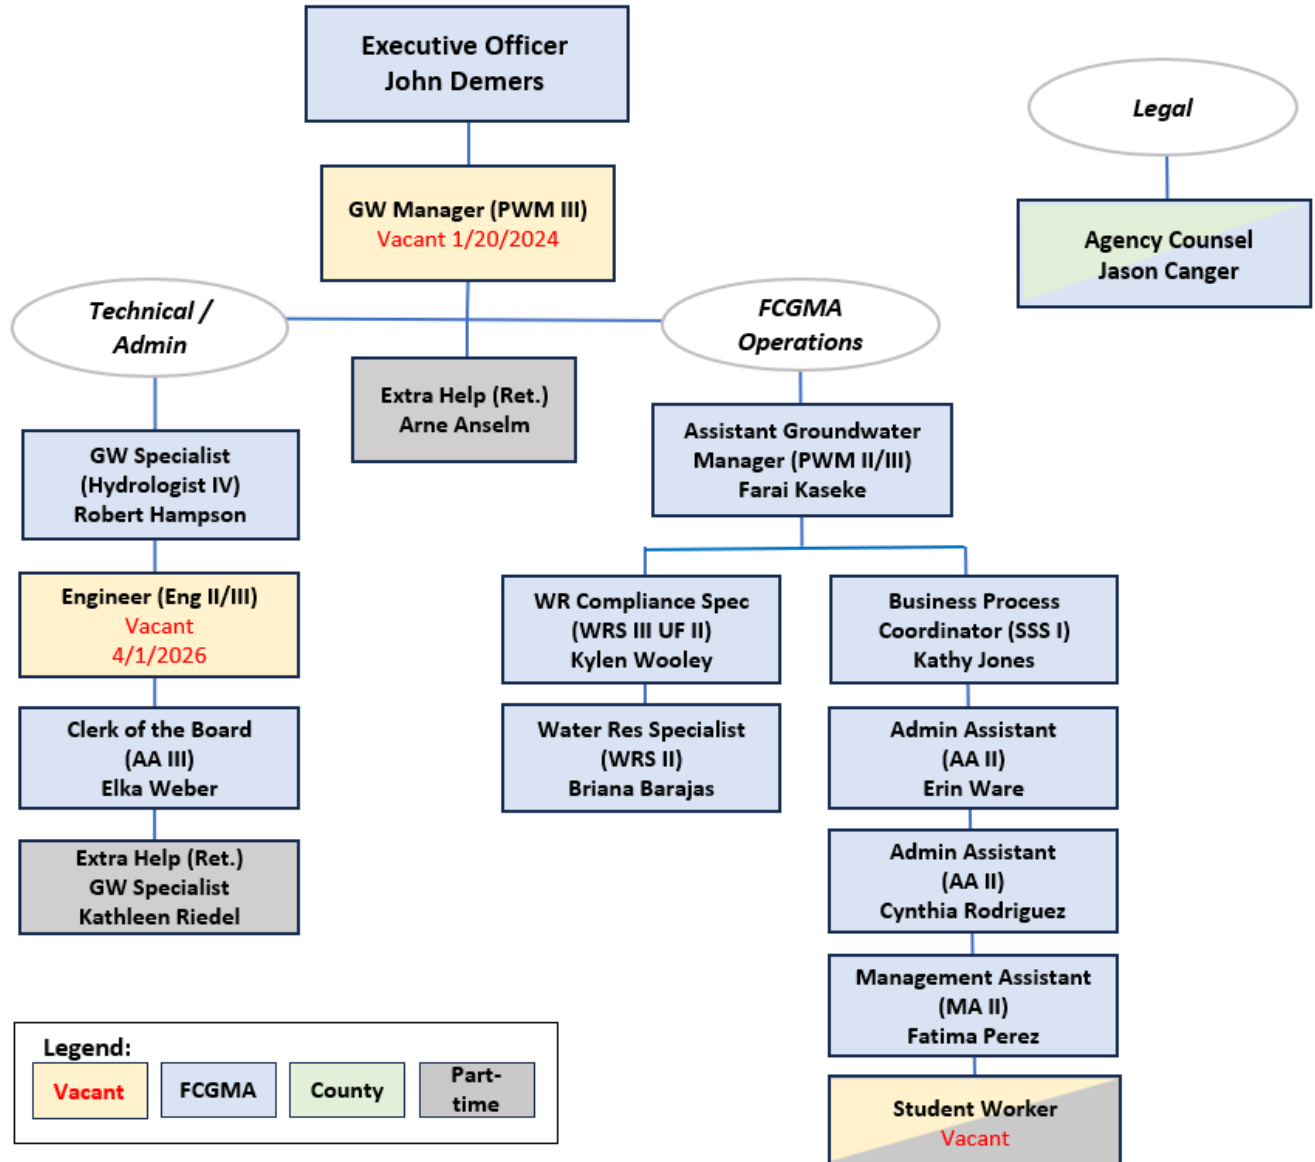 Executive Officer
John Demers
Legal
GW Manager (PWM III)
Vacant 1/20/2024
Agency Counsel
Jason Canger
Technical /
Admin
FCGMA
Operations
Extra Help (Ret.)
Arne Anselm
GW Specialist
(Hydrologist IV)
Robert Hampson
Assistant Groundwater
Manager (PWM II/III)
Farai Kaseke
Engineer (Eng II/III)
Vacant
4/1/2026
WR Compliance Spec
(WRS III UF II)
Kylen Wooley
Business Process
Coordinator (SSS I)
Kathy Jones
Clerk of the Board
(AA III)
Elka Weber
Water Res Specialist
(WRS II)
Briana Barajas
Admin Assistant
(AA II)
Erin Ware
Extra Help (Ret.)
GW Specialist
Kathleen Riedel
Admin Assistant
(AA II)
Cynthia Rodriguez
Management Assistant
(MA II)
Fatima Perez
Student Worker
Vacant
Legend:
Vacant
FCGMA
County
Part-
time